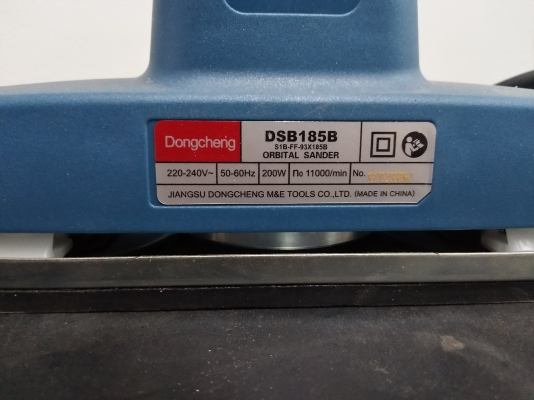 Dongcheng
DSB185B
S1B-FF-93X185B
ORBITAL SANDER
220-240V~ 50-60Hz 200W no 11000/min No.
JIANGSU DONGCHENG M&E TOOLS CO.,LTD. (MADE IN CHINA)